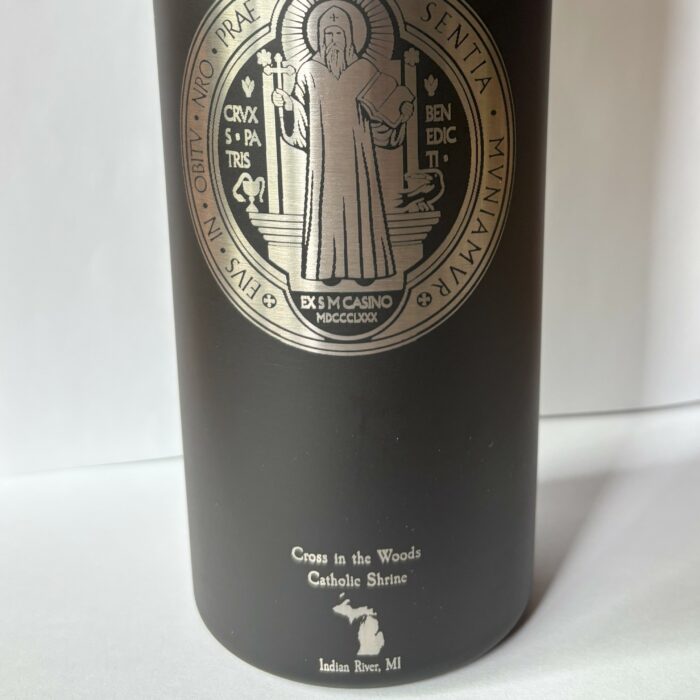 EIVS • IN • OBITV • NRO • PRAE
SENTIA • MVNIAMVR
CRVX
S • PA
TRIS
BEN
EDIC
TI •
EX S M CASINO
MDCCCLXXX
Cross in the Woods
Catholic Shrine
Indian River, MI